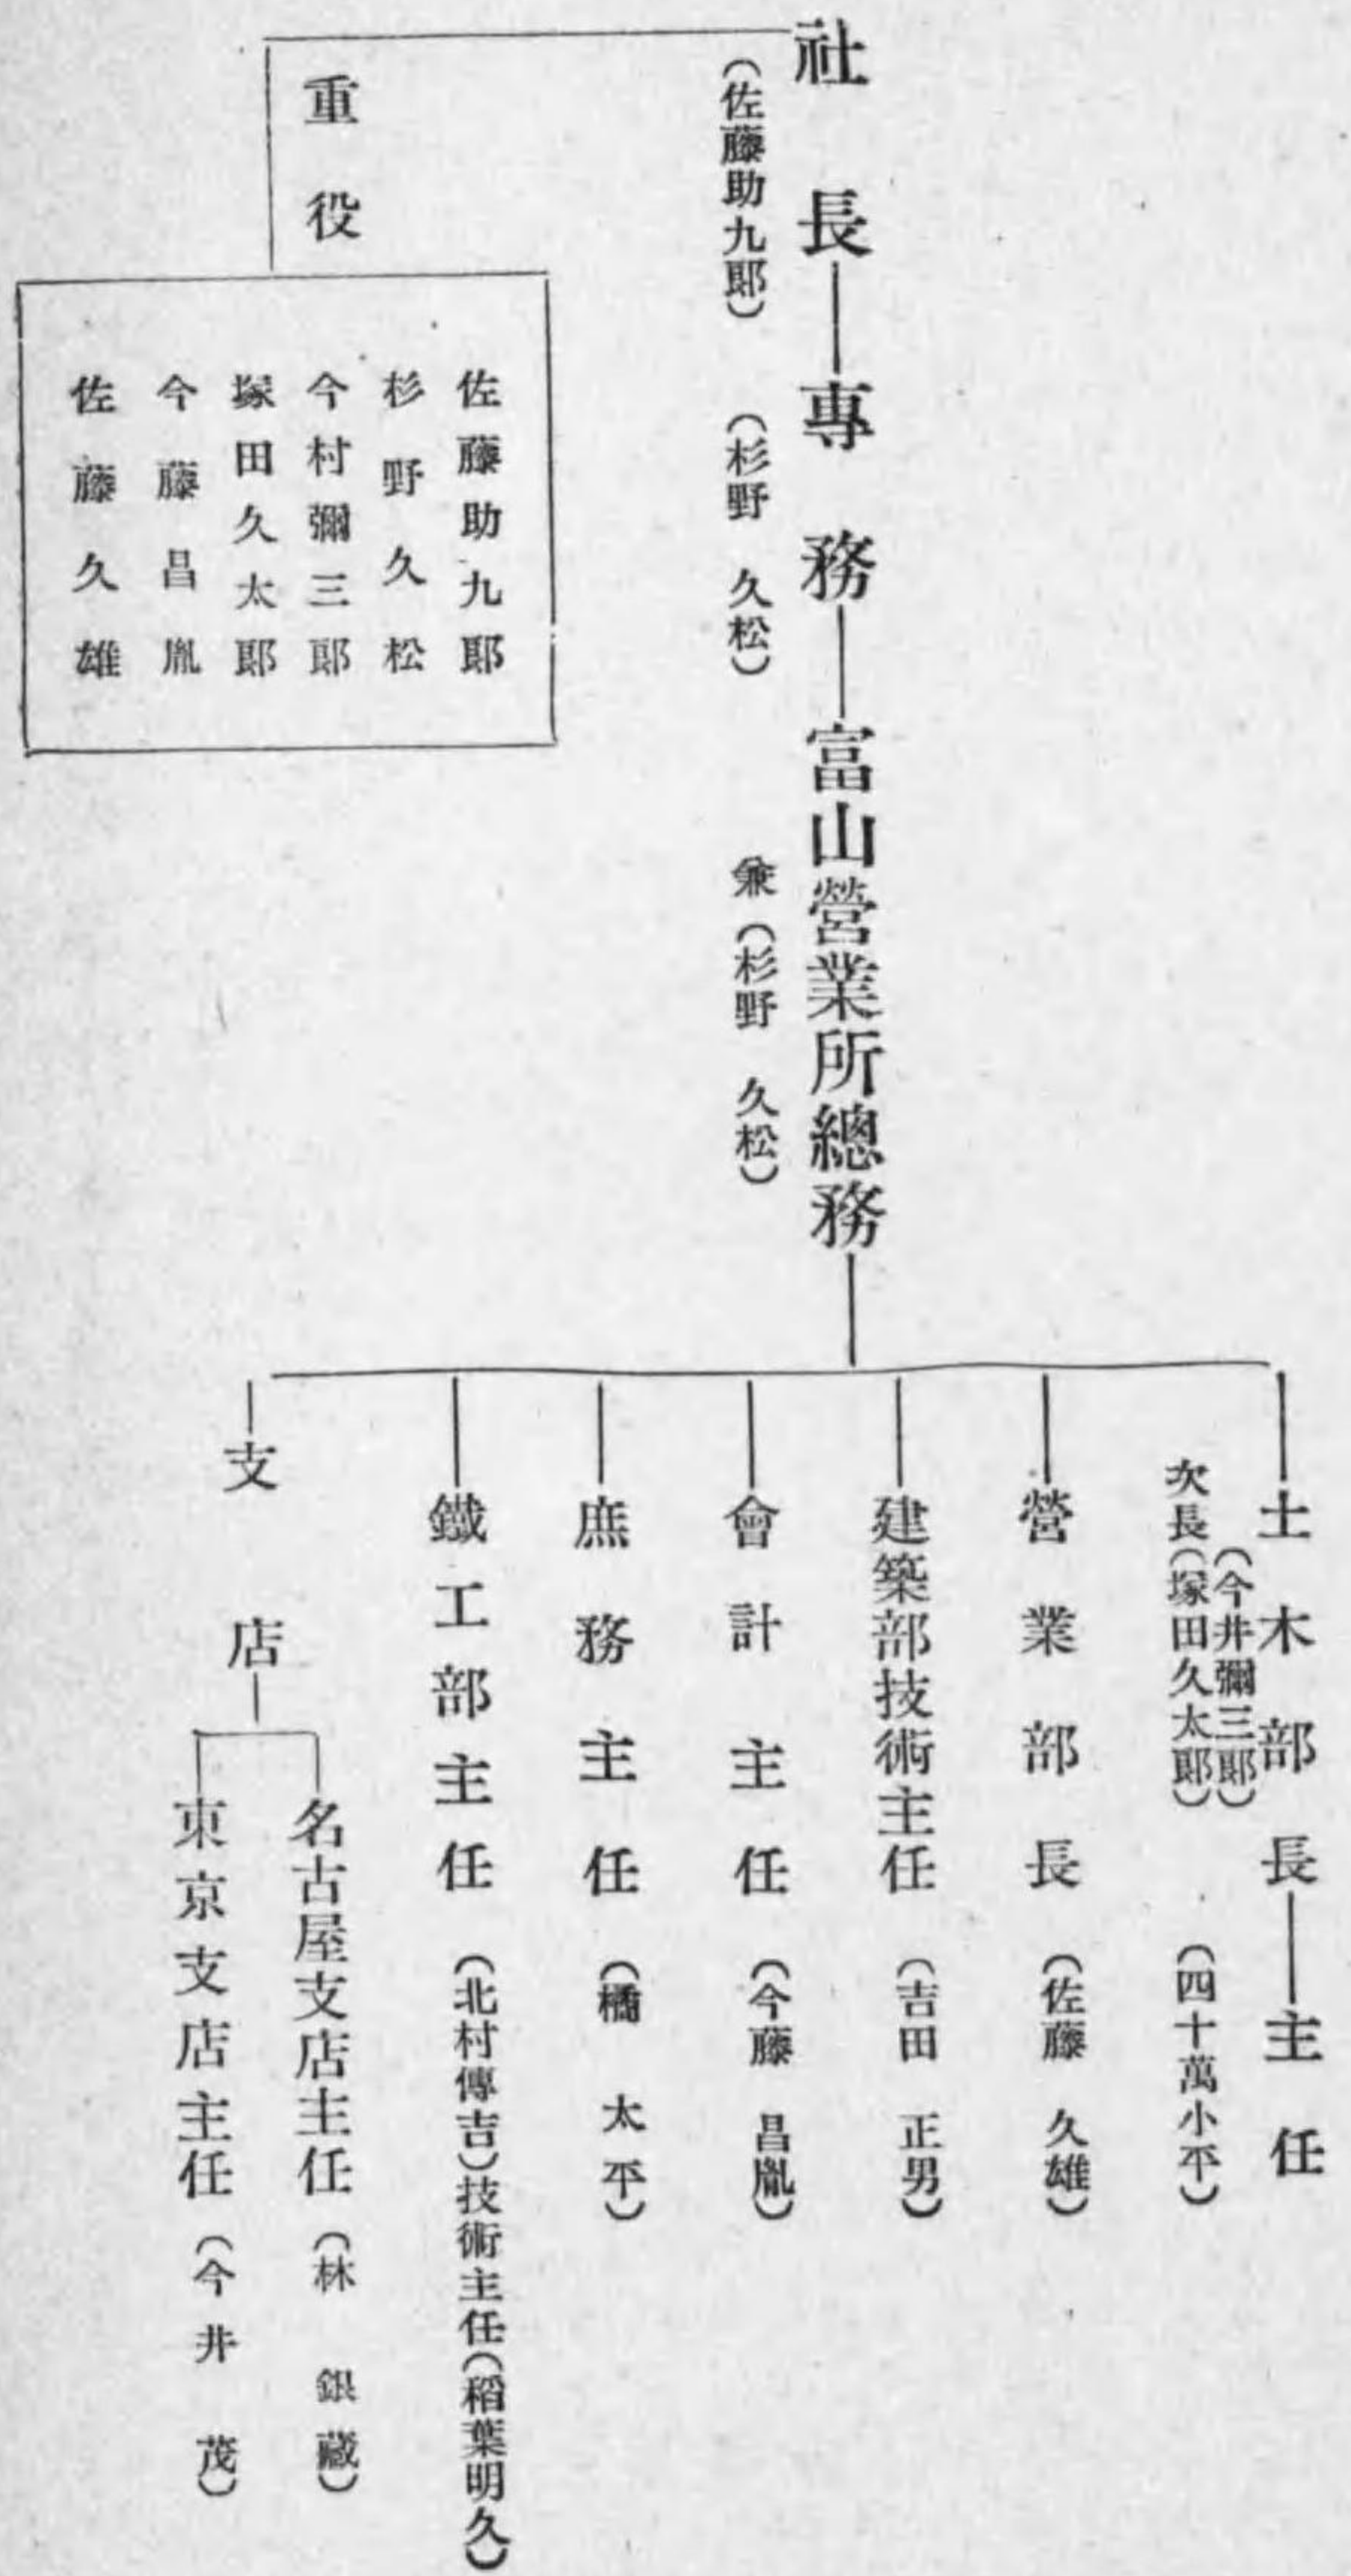 社長―專務―富山營業所總務
(佐藤助九郎)
(杉野 久松)
兼(杉野 久松)
重役
佐藤助九郎
杉野久松
今村彌三郎
塚田久太郎
今藤昌胤
佐藤久雄
土木部長―主任
(今井彌三郎)
次長(塚田久太郎)
(四十萬小平)
營業部長(佐藤 久雄)
建築部技術主任(吉田 正男)
會計主任(今藤 昌胤)
庶務主任(橘 太平)
鐵工部主任(北村傳吉)技術主任(稻葉明久)
支店
名古屋支店主任(林 銀藏)
東京支店主任(今井 茂)